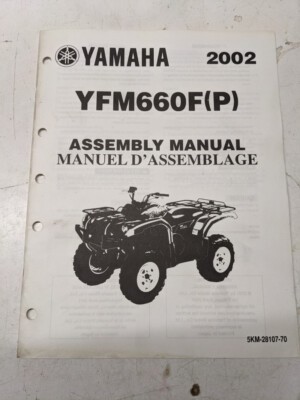 YAMAHA 2002
YFM660F(P)
ASSEMBLY MANUAL
MANUEL D'ASSEMBLAGE
5KM-28107-70